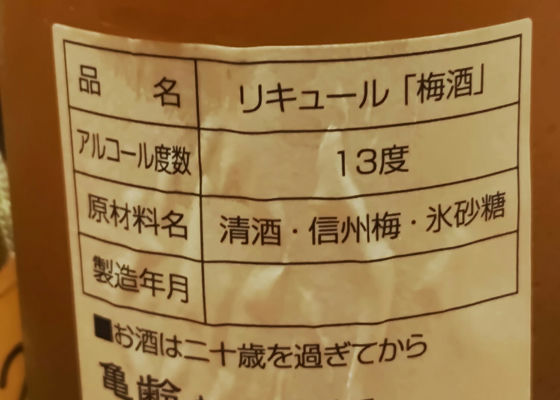 品名 リキュール「梅酒」
アルコール度数 13度
原材料名 清酒・信州梅・氷砂糖
製造年月
■お酒は二十歳を過ぎてから
亀齢